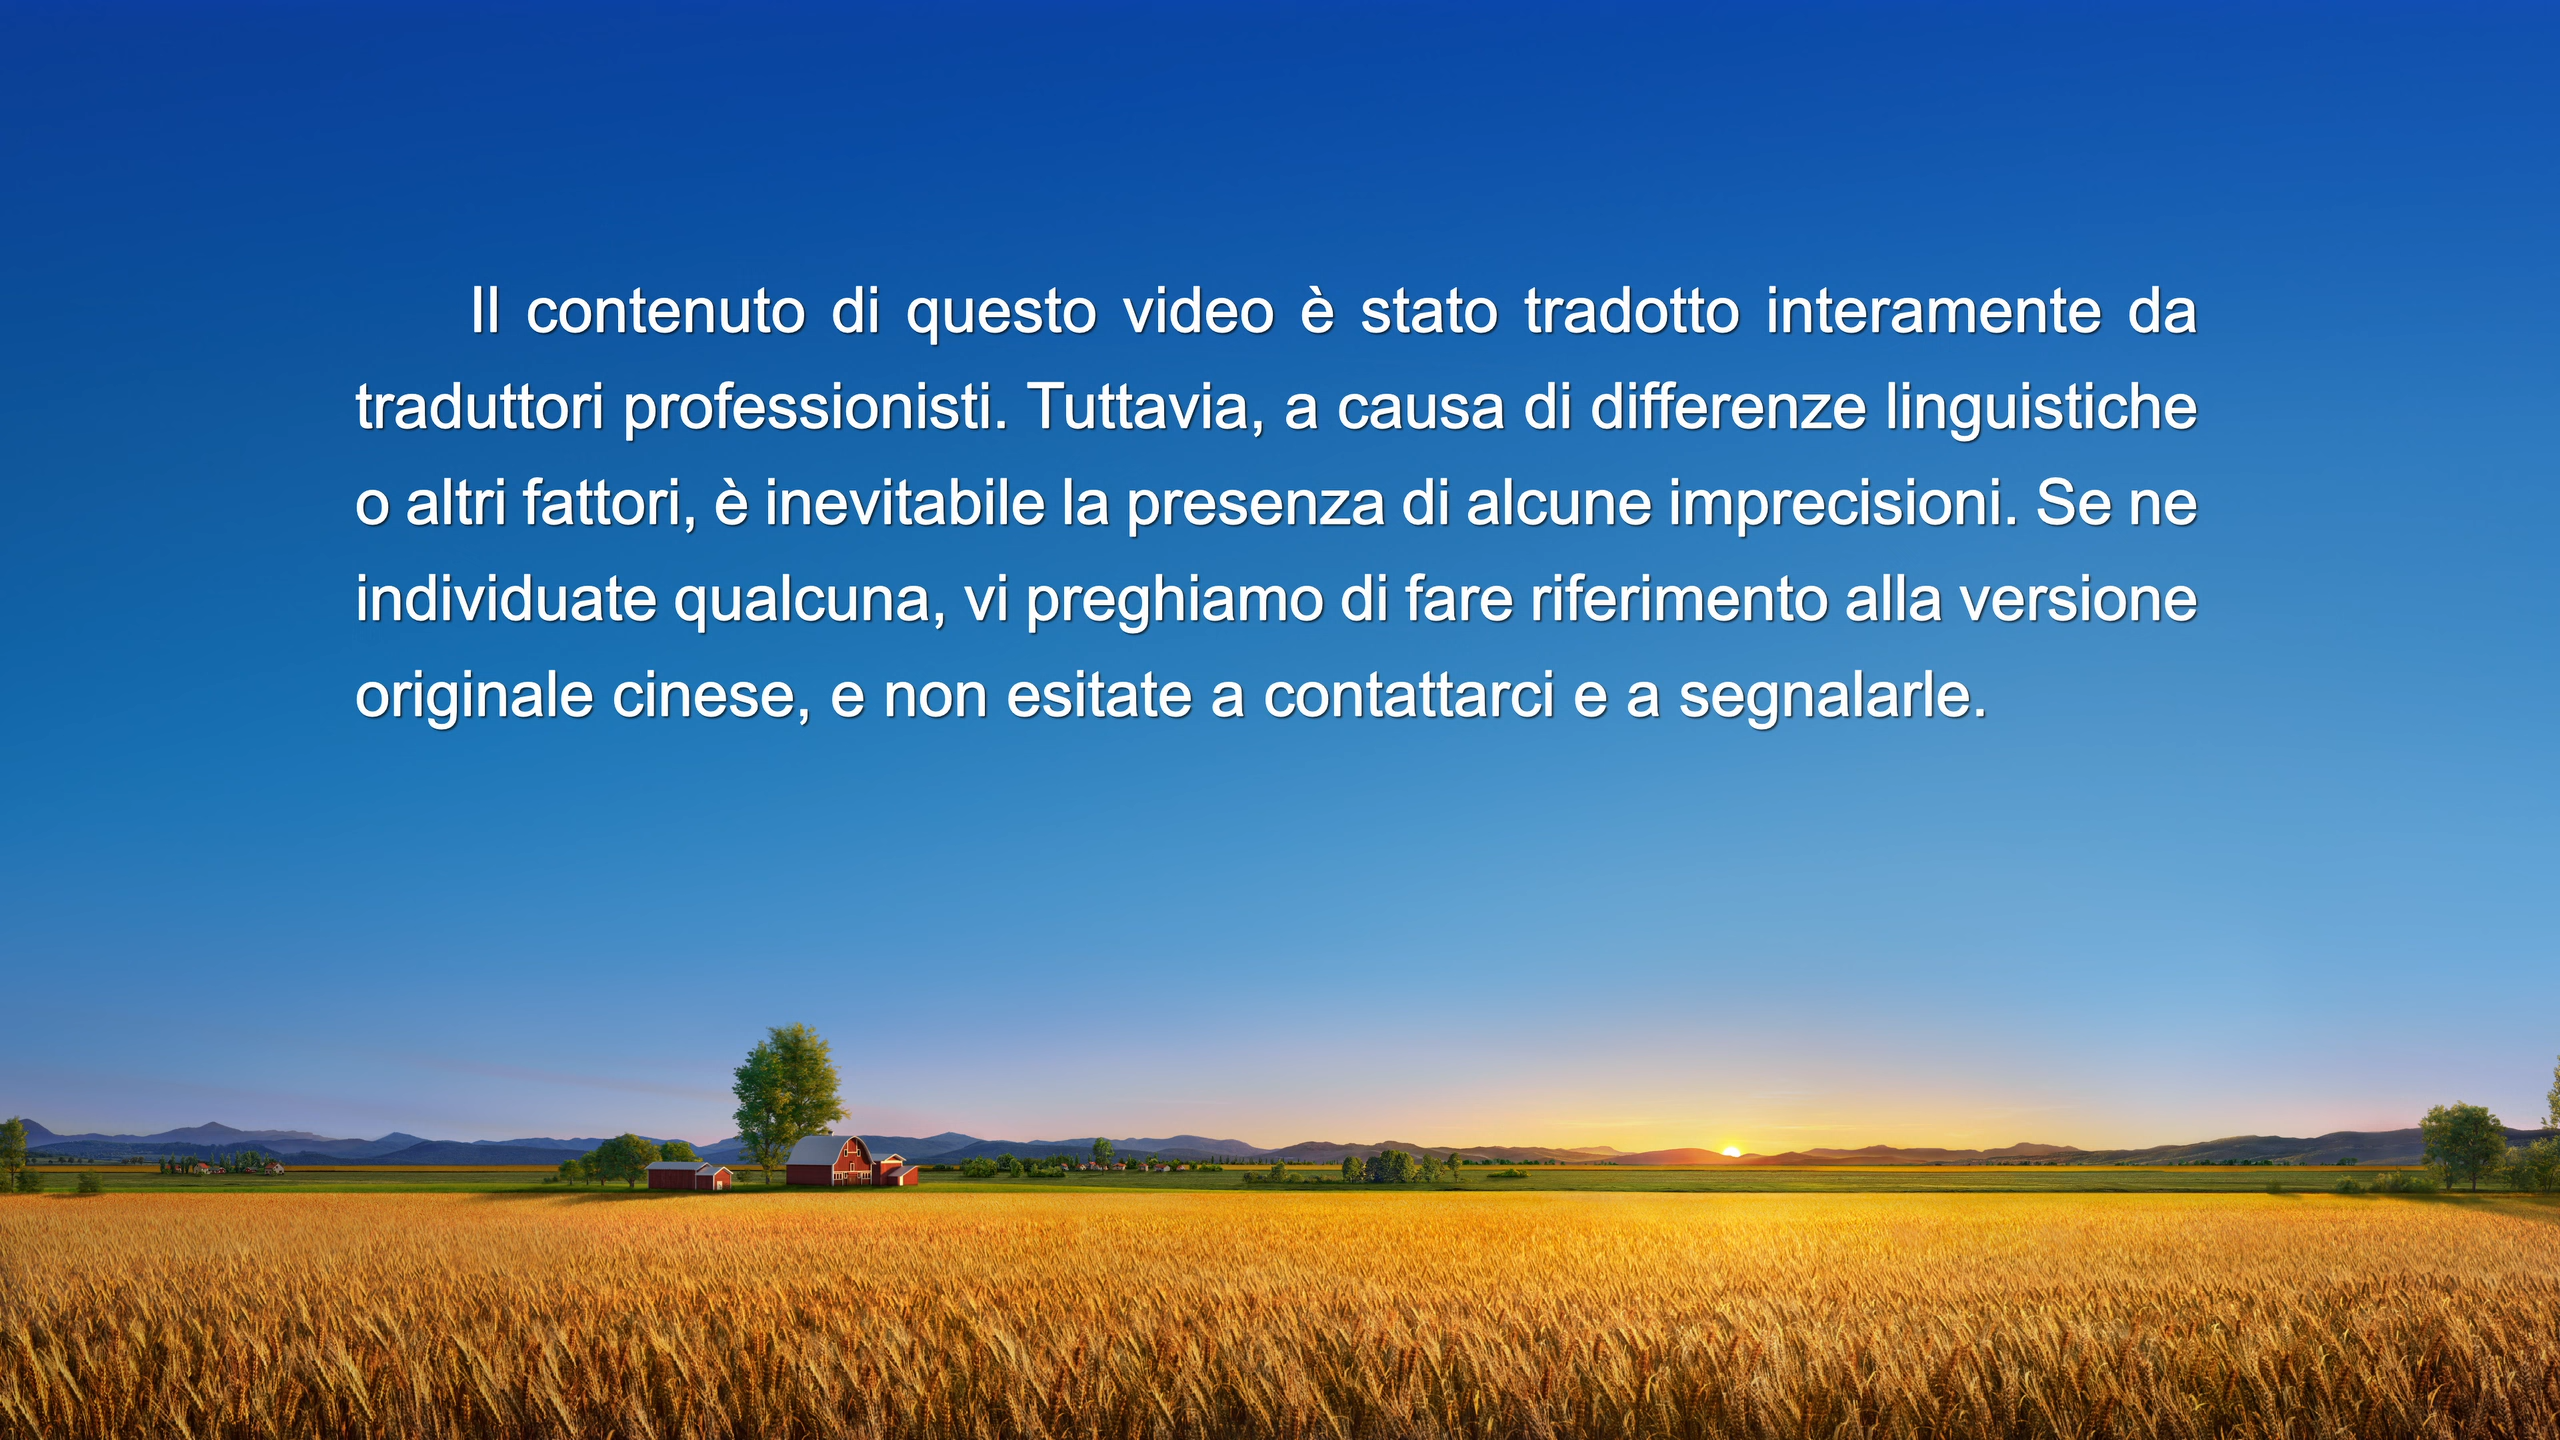 Il contenuto di questo video è stato tradotto interamente da
traduttori professionisti. Tuttavia, a causa di differenze linguistiche
o altri fattori, è inevitabile la presenza di alcune imprecisioni. Se ne
individuate qualcuna, vi preghiamo di fare riferimento alla versione
originale cinese, e non esitate a contattarci e a segnalarle.